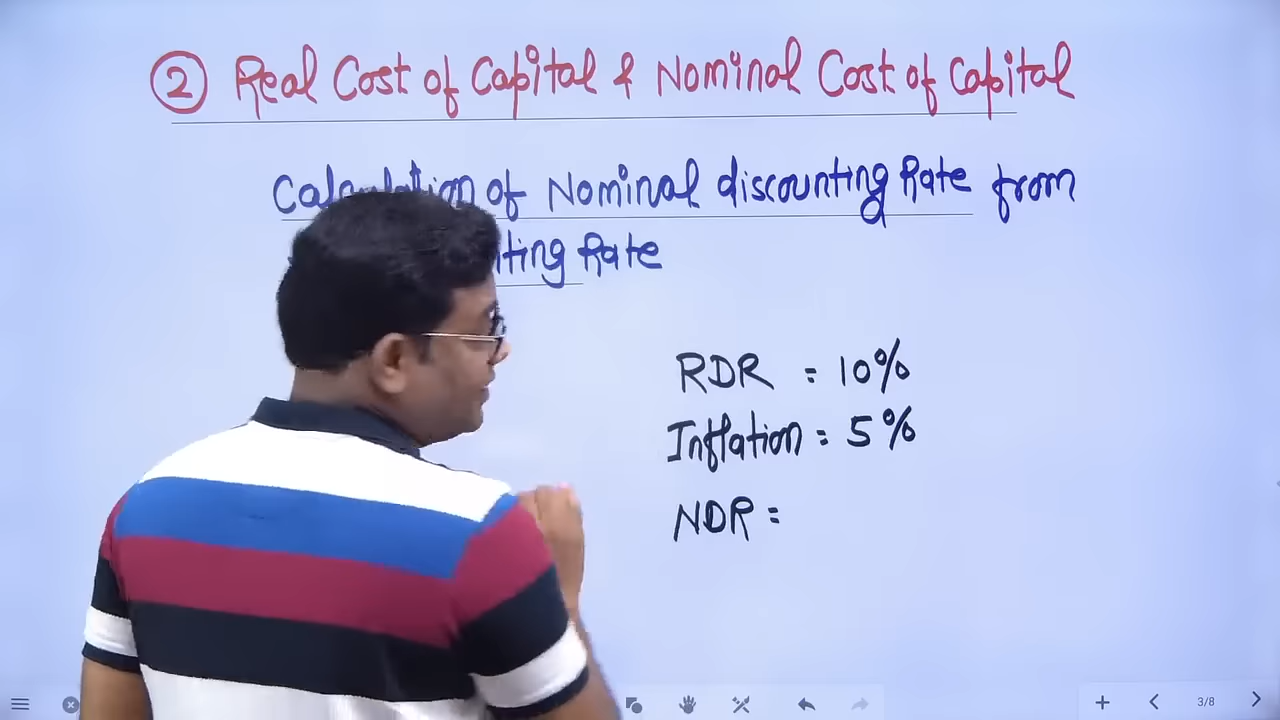 ② Real Cost of Capital & Nominal Cost of Capital
of Nominal discounting Rate from
Rate
RDR = 10%
Inflation = 5%
NDR =
3/8